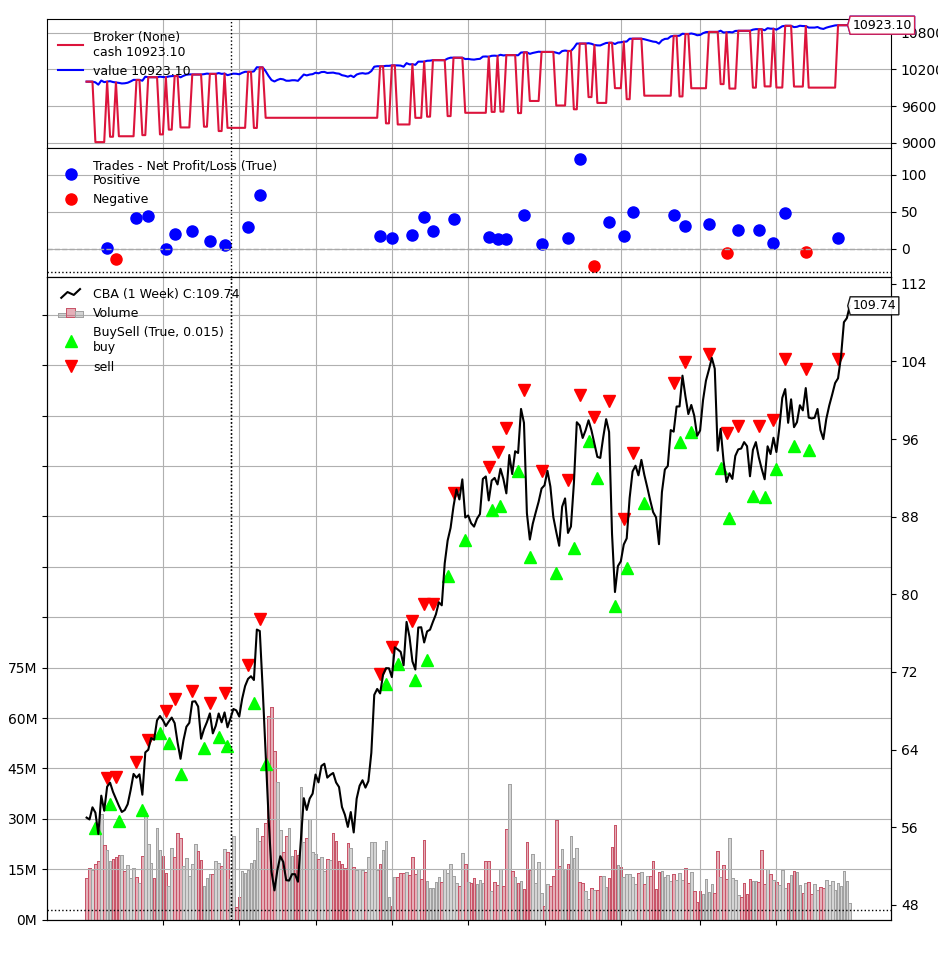 Broker (None)
cash 10923.10
value 10923.10
10923.10
10800
10200
9600
9000
Trades - Net Profit/Loss (True)
Positive
Negative
100
50
0
CBA (1 Week) C:109.74
Volume
BuySell (True, 0.015)
buy
sell
112
109.74
104
96
88
80
72
64
56
48
75M
60M
45M
30M
15M
0M